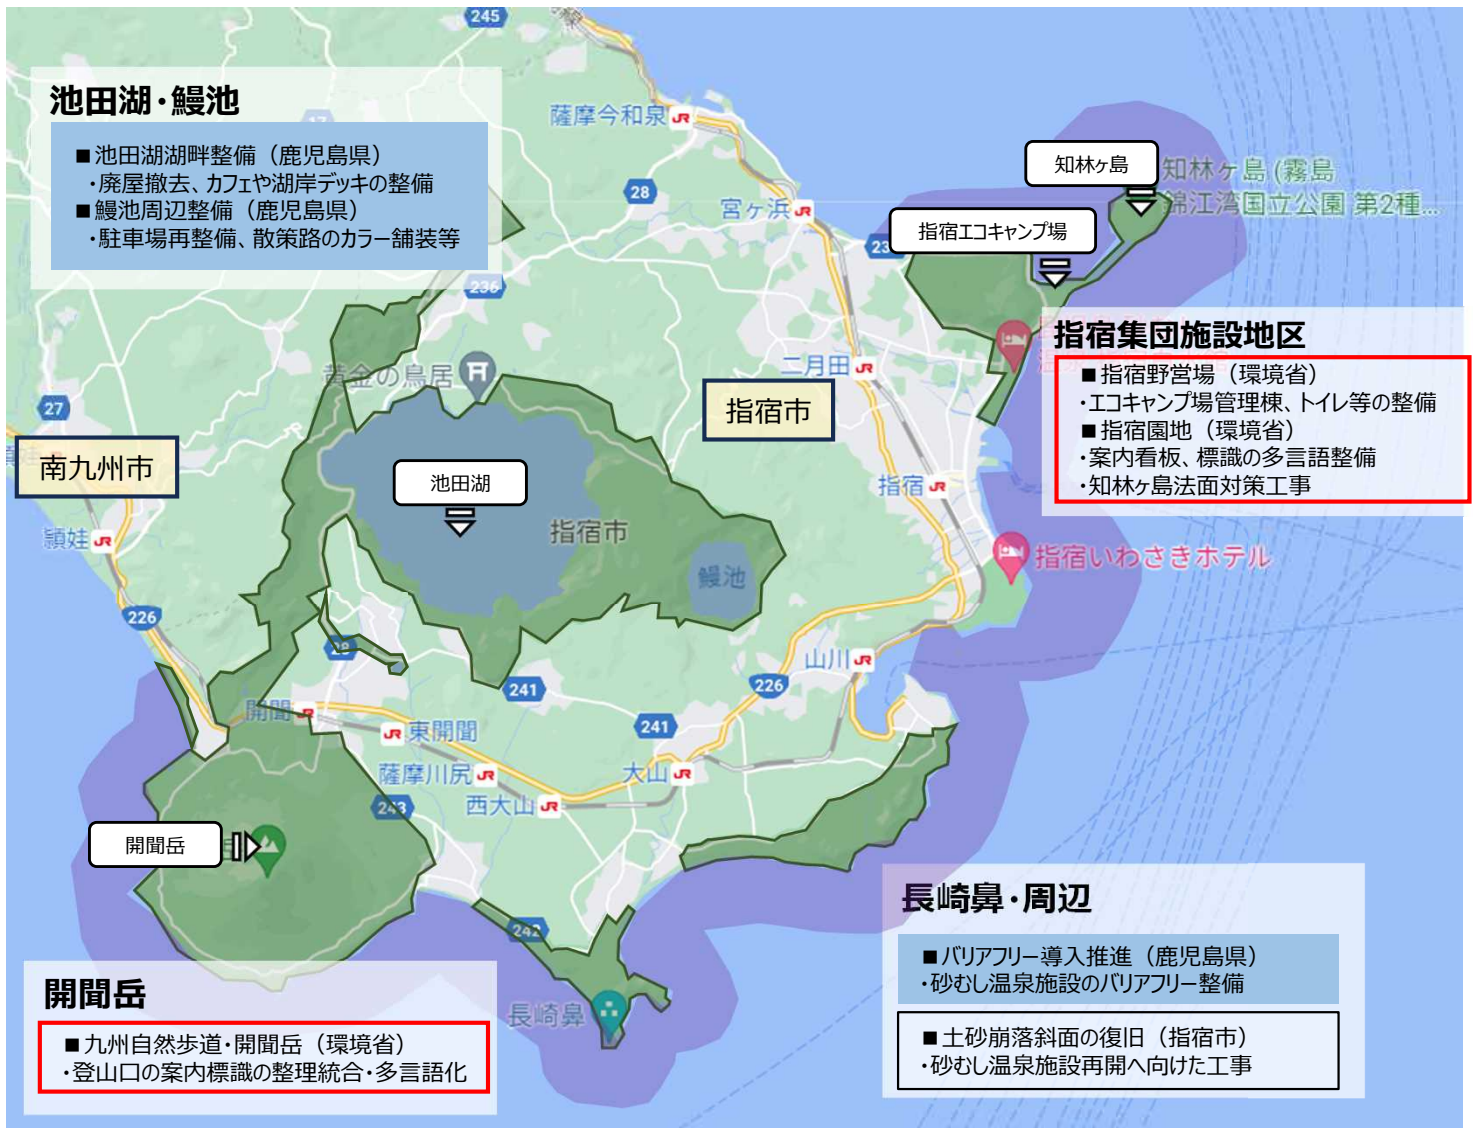 245
池田湖・鰻池
17
■池田湖湖畔整備（鹿児島県）
・廃屋撤去、カフェや湖岸デッキの整備
■鰻池周辺整備（鹿児島県）
・駐車場再整備、散策路のカラー舗装等
薩摩今和泉 JR
28
宮ヶ浜 JR
知林ヶ島
知林ヶ島 (霧島
錦江湾国立公園 第2種...
指宿エコキャンプ場
236
黄金の鳥居
二月田 JR
27
南九州市
指宿市
池田湖
指宿市
鰻池
指宿 JR
指宿集団施設地区
■指宿野営場（環境省）
・エコキャンプ場管理棟、トイレ等の整備
■指宿園地（環境省）
・案内看板、標識の多言語整備
・知林ヶ島法面対策工事
指宿いわさきホテル
頴娃 JR
226
28
山川 JR
241
226
開聞 JR
東開聞 JR
241
薩摩川尻 JR
大山 JR
西大山 JR
243
開聞岳
242
長崎鼻
開聞岳
■九州自然歩道・開聞岳（環境省）
・登山口の案内標識の整理統合・多言語化
長崎鼻・周辺
■バリアフリー導入推進（鹿児島県）
・砂むし温泉施設のバリアフリー整備
■土砂崩落斜面の復旧（指宿市）
・砂むし温泉施設再開へ向けた工事